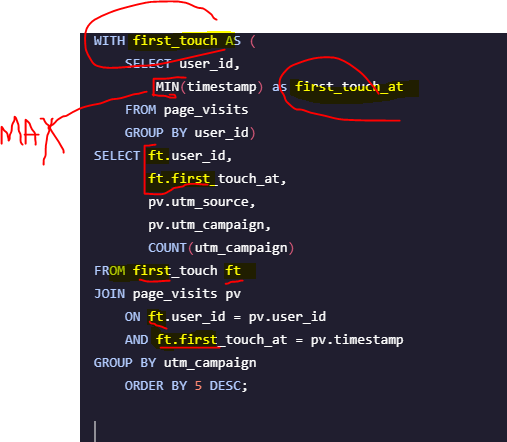 WITH first_touch AS (
SELECT user_id,
MIN(timestamp) as first_touch_at
FROM page_visits
MAX
GROUP BY user_id)
SELECT ft.user_id,
ft.first_touch_at,
pv.utm_source,
pv.utm_campaign,
COUNT(utm_campaign)
FROM first_touch ft
JOIN page_visits pv
ON ft.user_id = pv.user_id
AND ft.first_touch_at = pv.timestamp
GROUP BY utm_campaign
ORDER BY 5 DESC;